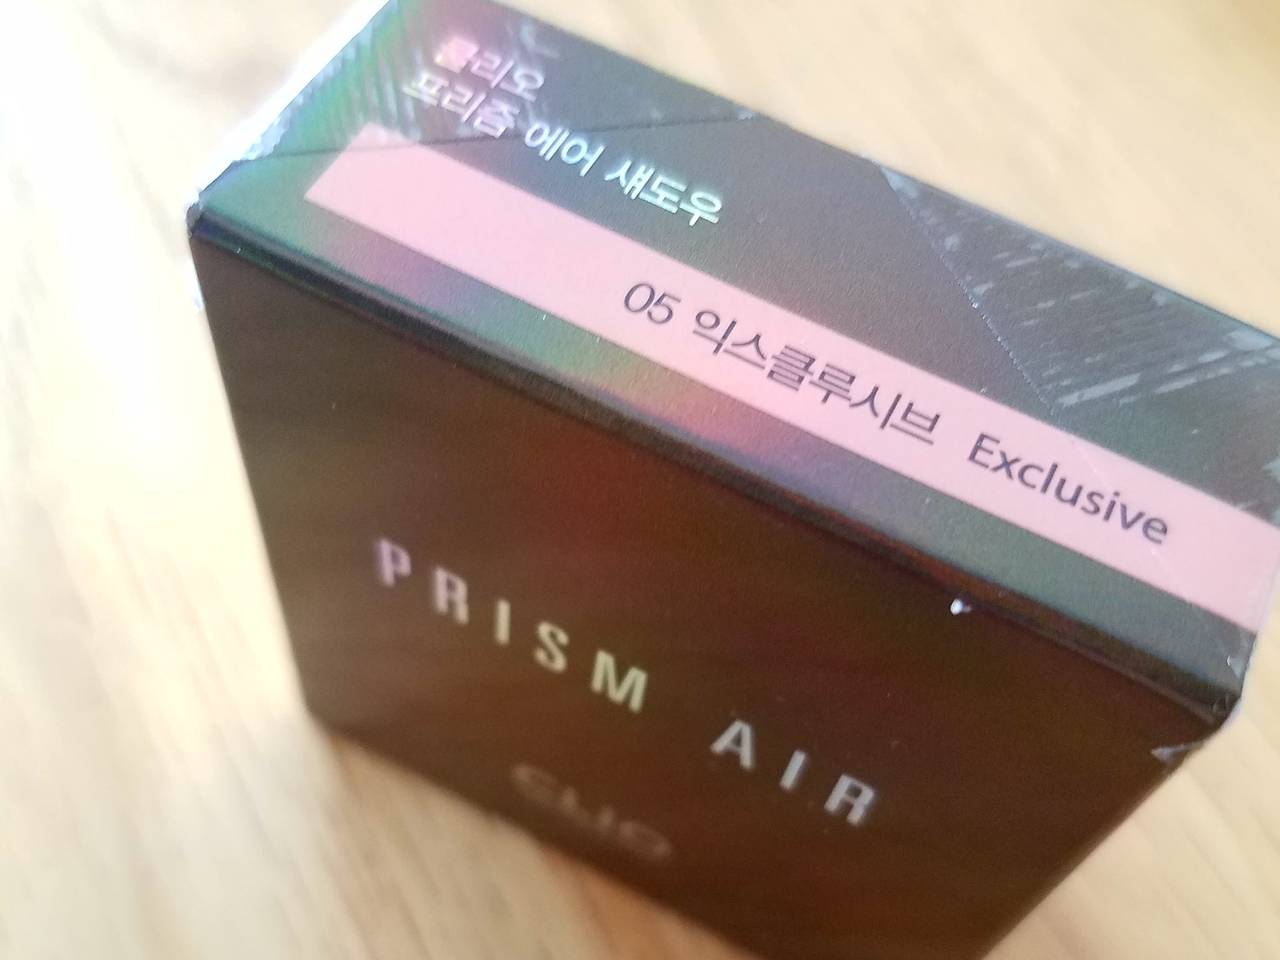 클리오
프리즘 에어 섀도우
05 익스클루시브 Exclusive
PRISM AIR
CLIO